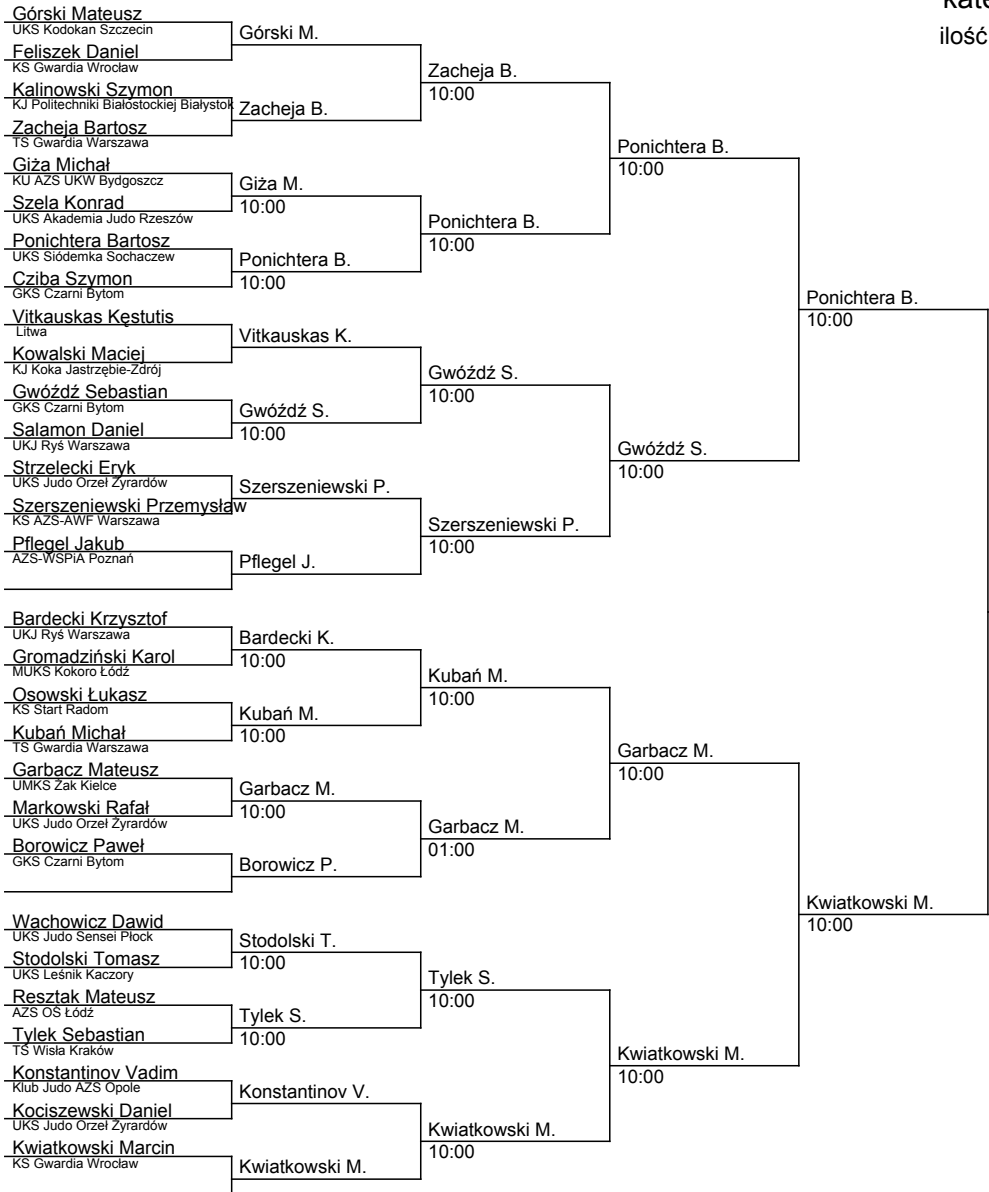 Górski Mateusz
UKS Kodokan Szczecin
Feliszek Daniel
KS Gwardia Wrocław
Kalinowski Szymon
KJ Politechniki Białostockiej Białystok
Zacheja Bartosz
TS Gwardia Warszawa
Giża Michał
KU AZS UKW Bydgoszcz
Szela Konrad
UKS Akademia Judo Rzeszów
Ponichtera Bartosz
UKS Siódemka Sochaczew
Cziba Szymon
GKS Czarni Bytom
Vitkauskas Kęstutis
Litwa
Kowalski Maciej
KJ Koka Jastrzębie-Zdrój
Gwóźdź Sebastian
GKS Czarni Bytom
Salamon Daniel
UKJ Ryś Warszawa
Strzelecki Eryk
UKS Judo Orzeł Żyrardów
Szerszeniewski Przemysław
KS AZS-AWF Warszawa
Pflegel Jakub
AZS-WSPiA Poznań
Bardecki Krzysztof
UKJ Ryś Warszawa
Gromadziński Karol
MUKS Kokoro Łódź
Osowski Łukasz
KS Start Radom
Kubań Michał
TS Gwardia Warszawa
Garbacz Mateusz
UMKS Żak Kielce
Markowski Rafał
UKS Judo Orzeł Żyrardów
Borowicz Paweł
GKS Czarni Bytom
Wachowicz Dawid
UKS Judo Sensei Płock
Stodolski Tomasz
UKS Leśnik Kaczory
Resztak Mateusz
AZS OŚ Łódź
Tylek Sebastian
TS Wisła Kraków
Konstantinov Vadim
Klub Judo AZS Opole
Kociszewski Daniel
UKS Judo Orzeł Żyrardów
Kwiatkowski Marcin
KS Gwardia Wrocław
Górski M.
Zacheja B.
Giża M.
10:00
Ponichtera B.
10:00
Vitkauskas K.
Gwóźdź S.
10:00
Szerszeniewski P.
Pflegel J.
Bardecki K.
10:00
Kubań M.
10:00
Garbacz M.
10:00
Borowicz P.
Stodolski T.
10:00
Tylek S.
10:00
Konstantinov V.
Kwiatkowski M.
Zacheja B.
10:00
Ponichtera B.
10:00
Gwóźdź S.
10:00
Szerszeniewski P.
10:00
Kubań M.
10:00
Garbacz M.
01:00
Tylek S.
10:00
Kwiatkowski M.
10:00
Ponichtera B.
10:00
Gwóźdź S.
10:00
Garbacz M.
10:00
Kwiatkowski M.
10:00
Ponichtera B.
10:00
Kwiatkowski M.
10:00
ilość